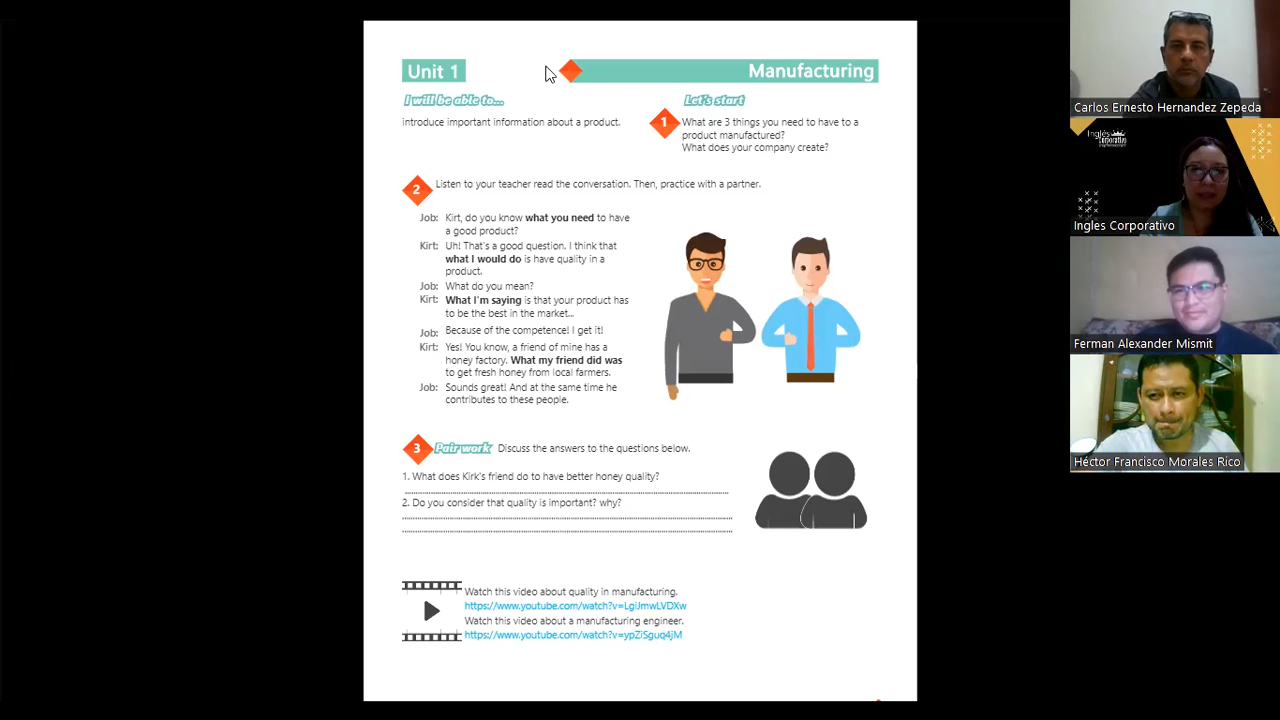 Unit 1
Manufacturing
I will be able to...
introduce important information about a product.
Let's start
1
What are 3 things you need to have to a
product manufactured?
What does your company create?
2
Listen to your teacher read the conversation. Then, practice with a partner.
Job: Kirt, do you know what you need to have
a good product?
Kirt: Uh! That's a good question. I think that
what I would do is have quality in a
product.
Job: What do you mean?
Kirt: What I'm saying is that your product has
to be the best in the market...
Job: Because of the competence! I get it!
Kirt: Yes! You know, a friend of mine has a
honey factory. What my friend did was
to get fresh honey from local farmers.
Job: Sounds great! And at the same time he
contributes to these people.
3
Pair work Discuss the answers to the questions below.
1. What does Kirk's friend do to have better honey quality?
2. Do you consider that quality is important? why?
Watch this video about quality in manufacturing.
https://www.youtube.com/watch?v=LgiJmwLVDXw
Watch this video about a manufacturing engineer.
https://www.youtube.com/watch?v=ypZiSguq4jM
Carlos Ernesto Hernandez Zepeda
Inglés
Corporativo
Ingles Corporativo
Ferman Alexander Mismit
Héctor Francisco Morales Rico